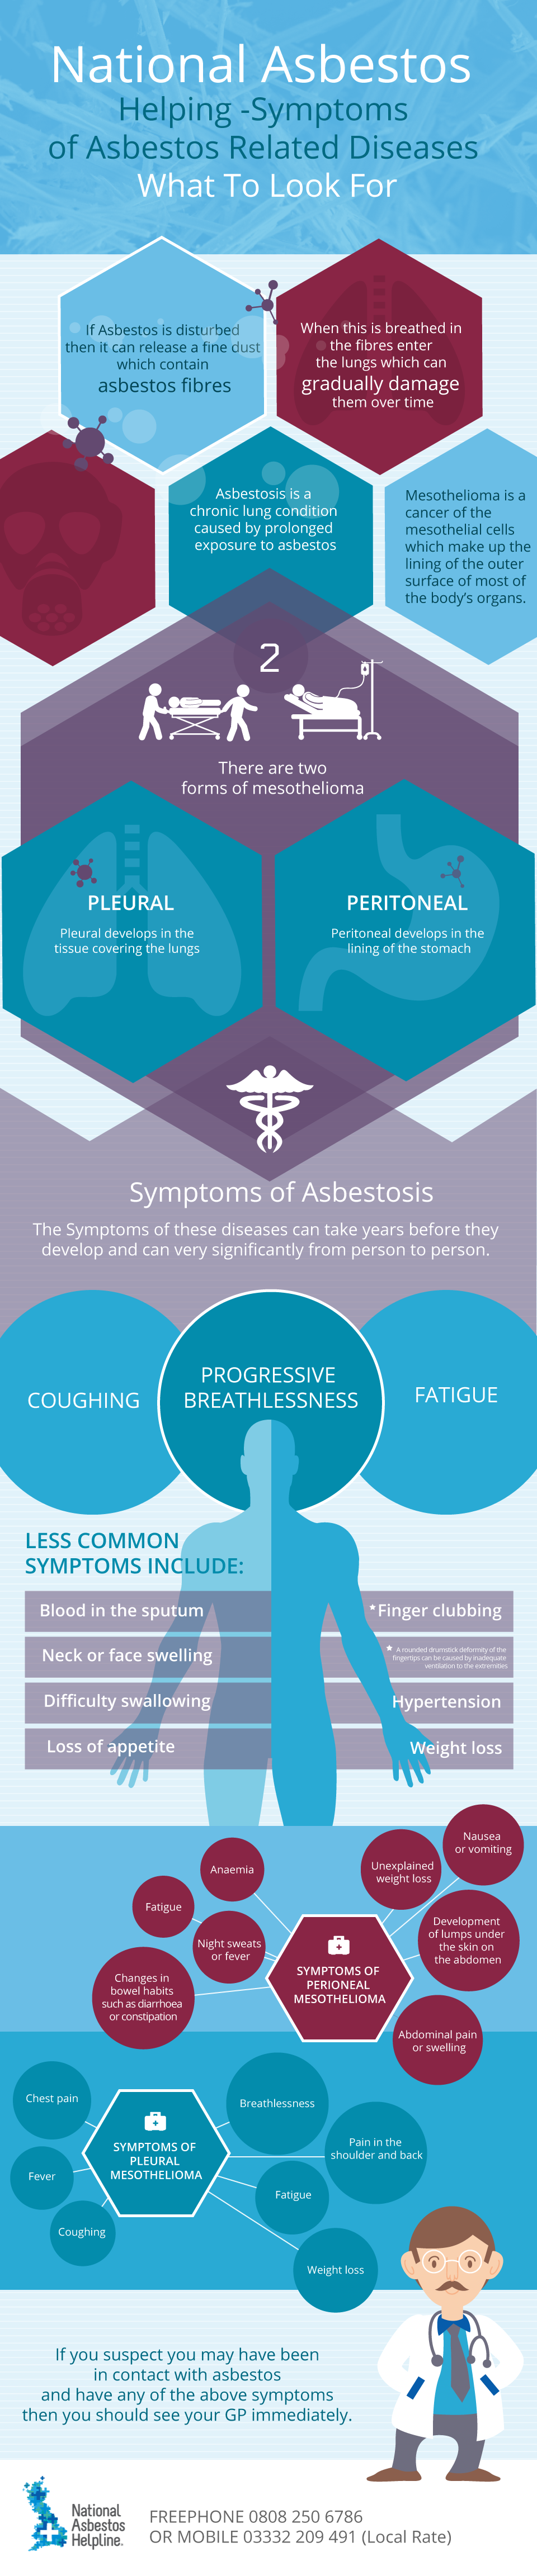 National Asbestos
Helping -Symptoms
of Asbestos Related Diseases
What To Look For
If Asbestos is disturbed
then it can release a fine dust
which contain
asbestos fibres
When this is breathed in
the fibres enter
the lungs which can
gradually damage
them over time
Asbestosis is a
chronic lung condition
caused by prolonged
exposure to asbestos
Mesothelioma is a
cancer of the
mesothelial cells
which make up the
lining of the outer
surface of most of
the body's organs.
2
There are two
forms of mesothelioma
PLEURAL
Pleural develops in the
tissue covering the lungs
PERITONEAL
Peritoneal develops in the
lining of the stomach
Symptoms of Asbestosis
The Symptoms of these diseases can take years before they
develop and can very significantly from person to person.
COUGHING
PROGRESSIVE
BREATHLESSNESS
FATIGUE
LESS COMMON
SYMPTOMS INCLUDE:
Blood in the sputum
Neck or face swelling
Difficulty swallowing
Loss of appetite
*Finger clubbing
* A rounded drumstick deformity of the
fingertips can be caused by inadequate
ventilation to the extremities
Hypertension
Weight loss
Anaemia
Fatigue
Night sweats
or fever
Changes in
bowel habits
such as diarrhoea
or constipation
SYMPTOMS OF
PERIONEAL
MESOTHELIOMA
Unexplained
weight loss
Nausea
or vomiting
Development
of lumps under
the skin on
the abdomen
Abdominal pain
or swelling
Chest pain
Fever
Coughing
SYMPTOMS OF
PLEURAL
MESOTHELIOMA
Breathlessness
Pain in the
shoulder and back
Fatigue
Weight loss
If you suspect you may have been
in contact with asbestos
and have any of the above symptoms
then you should see your GP immediately.
National
Asbestos
Helpline.
FREEPHONE 0808 250 6786
OR MOBILE 03332 209 491 (Local Rate)